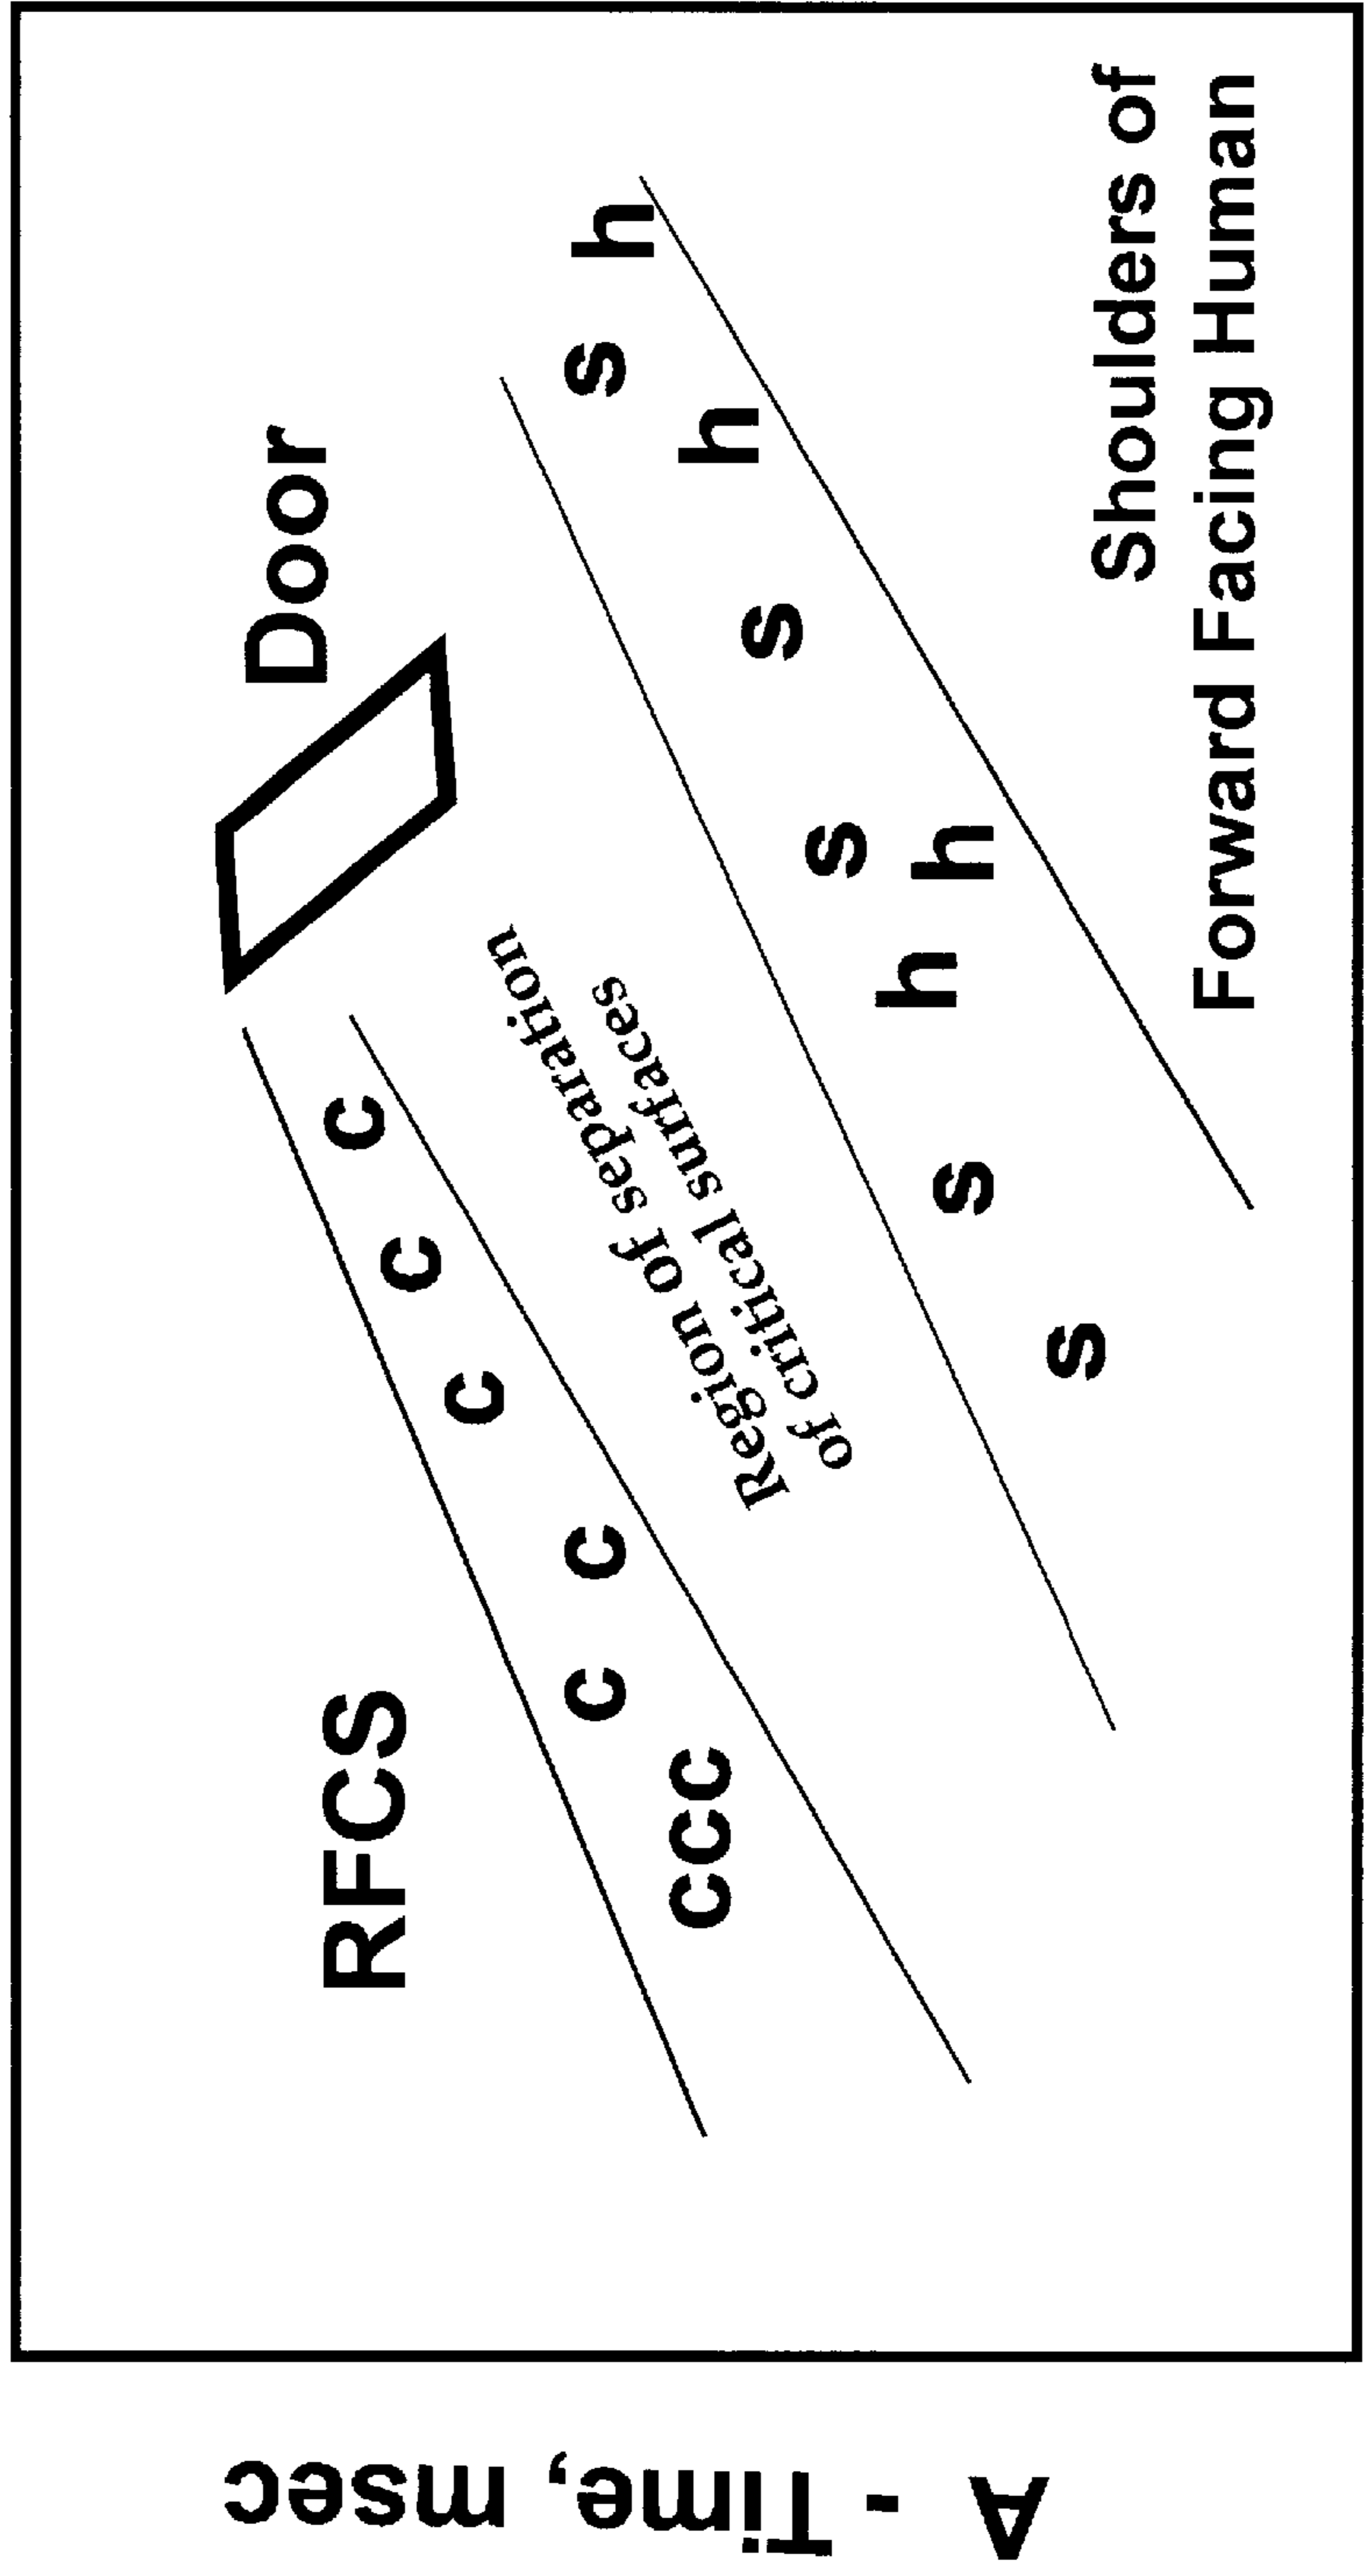 A - Time, msec
Door
RFCS
c
c
c
c c
ccc
Region of separation
of critical surfaces
s h
h
s
s
h h
s
s
Shoulders of
Forward Facing Human